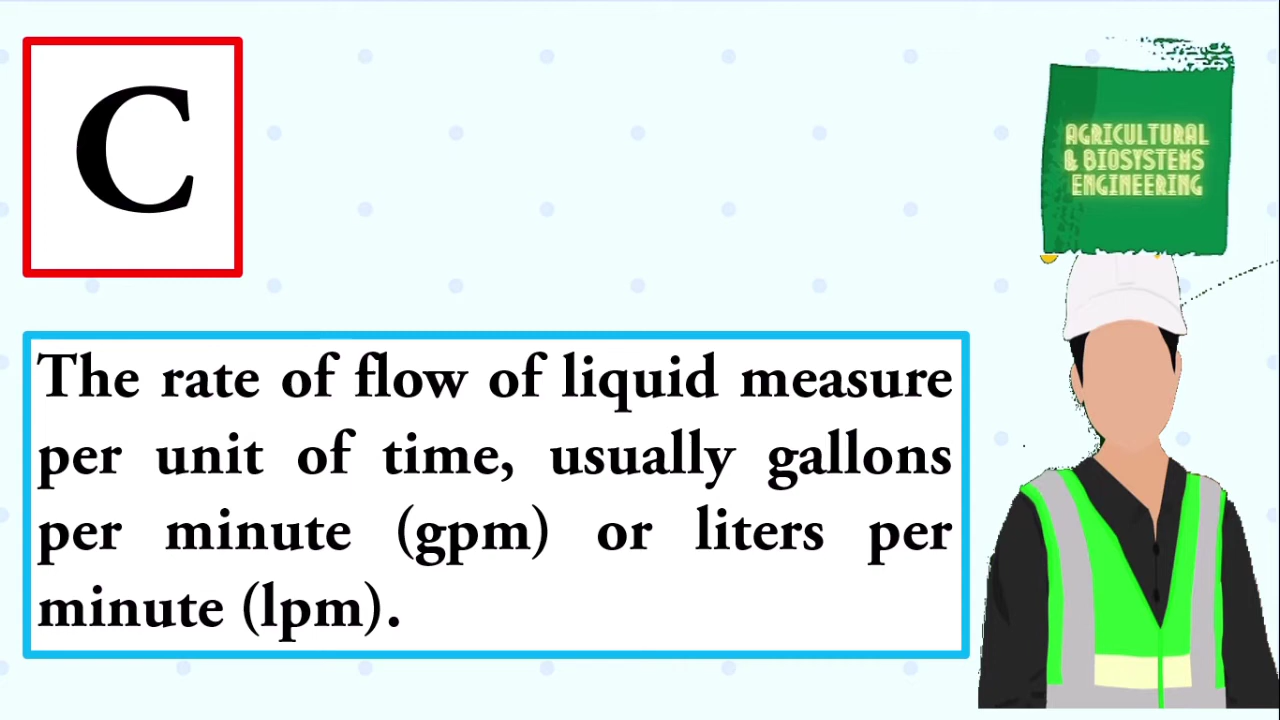 C
AGRICULTURAL
& BIOSYSTEMS
ENGINEERING
The rate of flow of liquid measure
per unit of time, usually gallons
per minute (gpm) or liters per
minute (lpm).